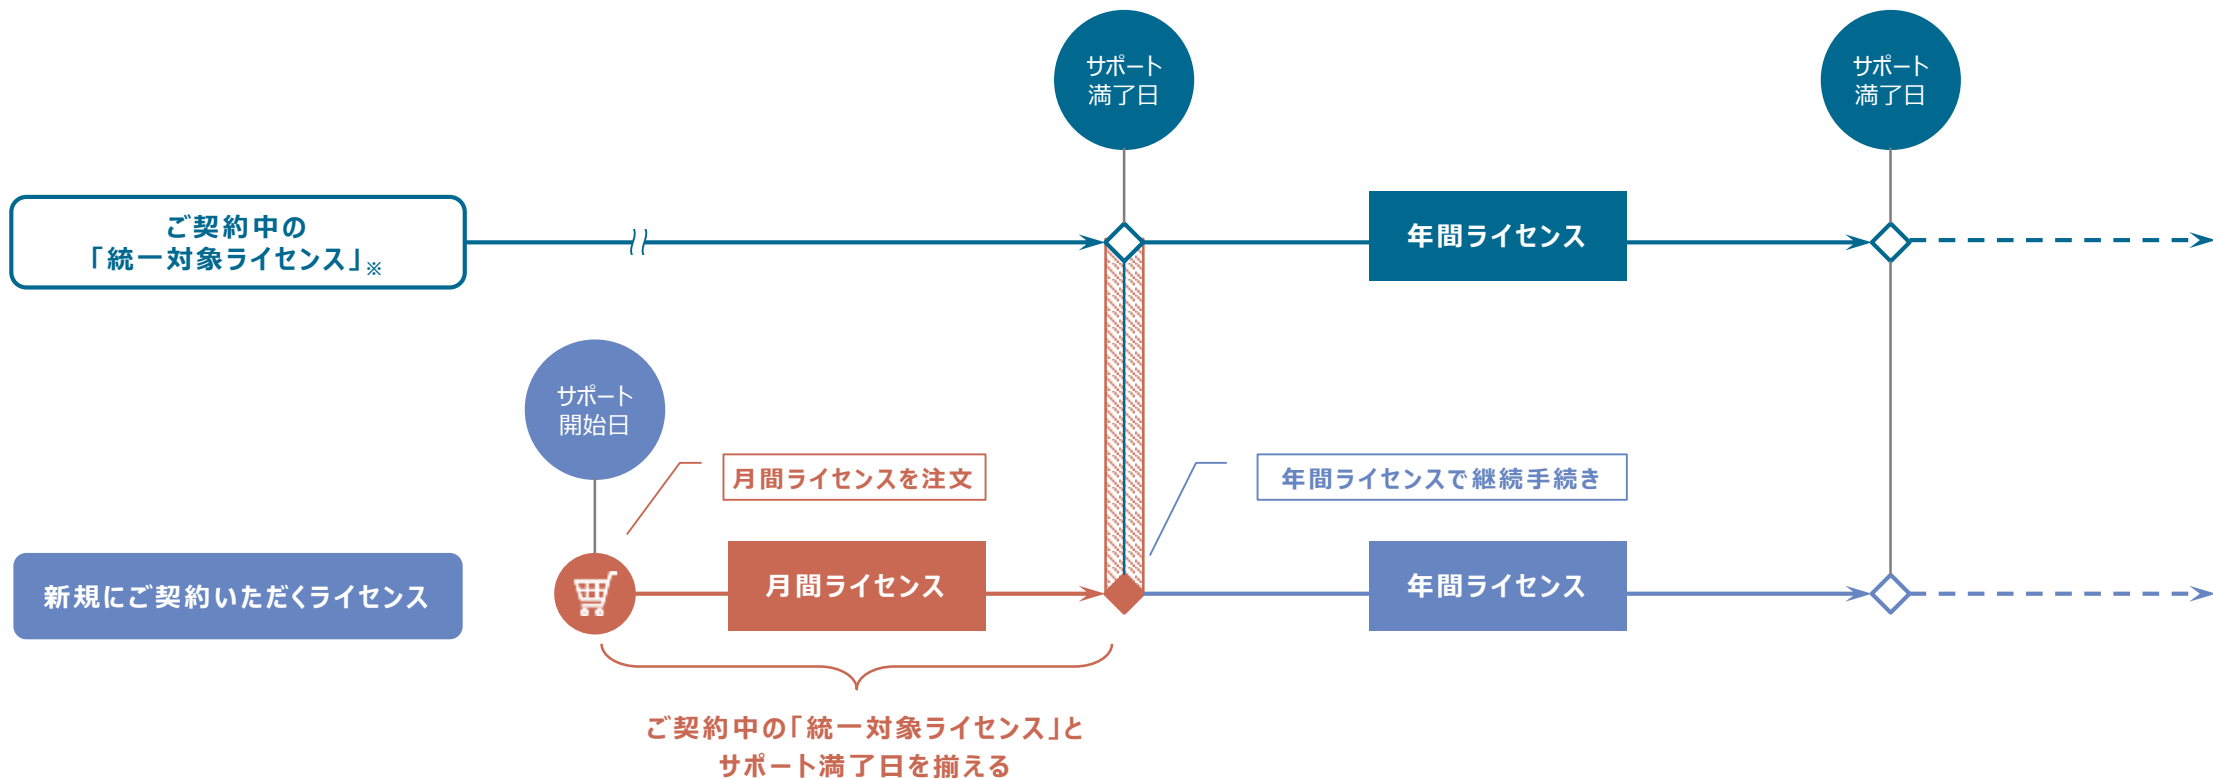 サポート
満了日
サポート
満了日
ご契約中の
「統一対象ライセンス」※
年間ライセンス
サポート
開始日
月間ライセンスを注文
年間ライセンスで継続手続き
新規にご契約いただくライセンス
月間ライセンス
年間ライセンス
ご契約中の「統一対象ライセンス」と
サポート満了日を揃える